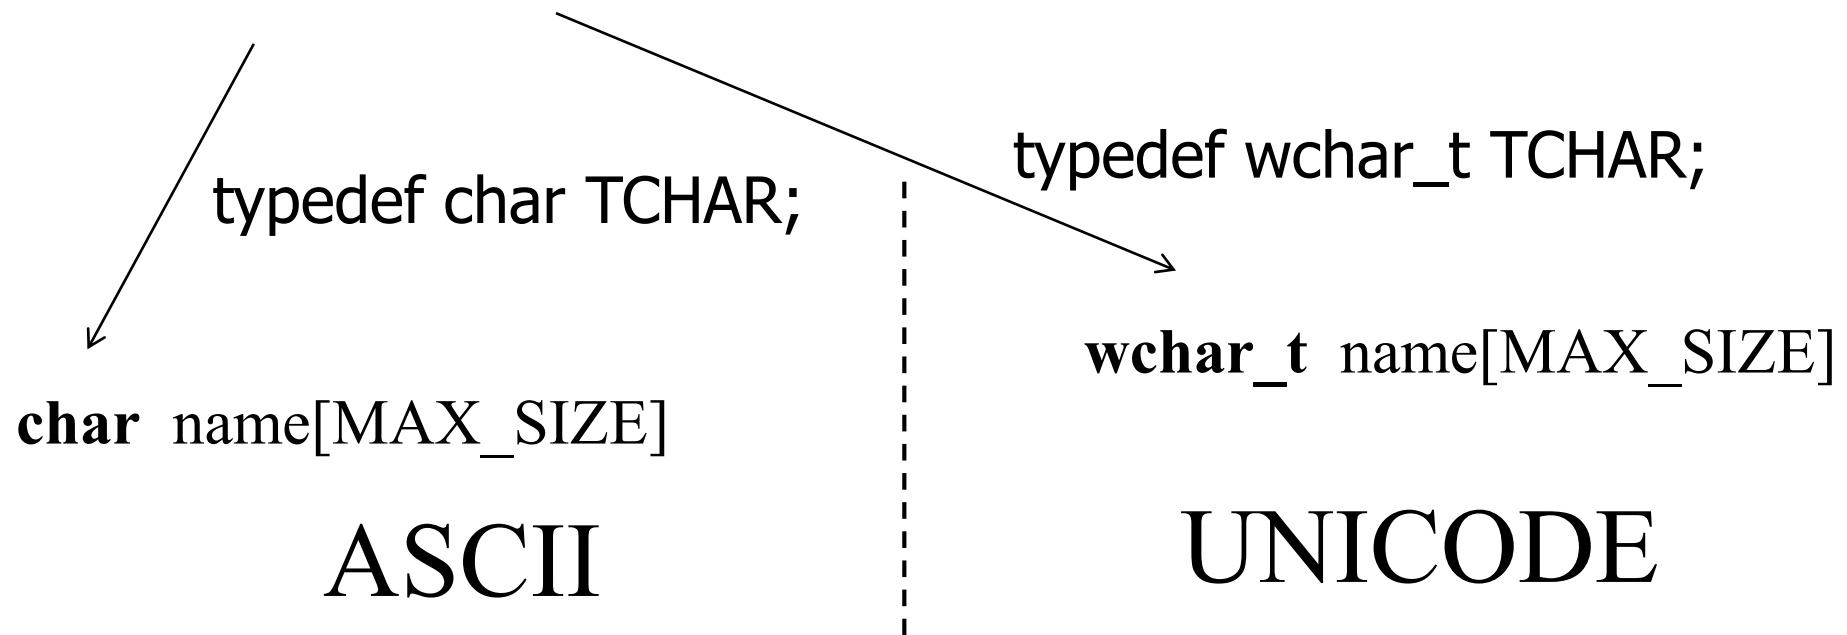 typedef char TCHAR;
char name[MAX_SIZE]
ASCII
typedef wchar_t TCHAR;
wchar_t name[MAX_SIZE]
UNICODE